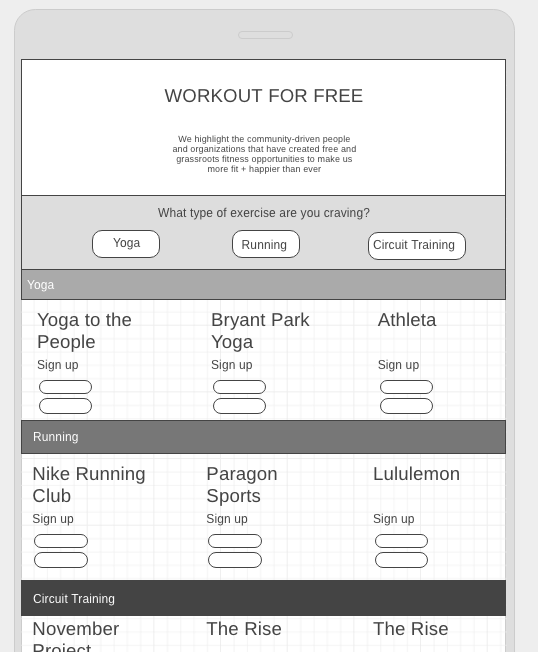 WORKOUT FOR FREE
We highlight the community-driven people
and organizations that have created free and
grassroots fitness opportunities to make us
more fit + happier than ever
What type of exercise are you craving?
Yoga
Running
Circuit Training
Yoga
Yoga to the
People
Sign up
Bryant Park
Yoga
Sign up
Athleta
Sign up
Running
Nike Running
Club
Sign up
Paragon
Sports
Sign up
Lululemon
Sign up
Circuit Training
November
Project
The Rise
The Rise